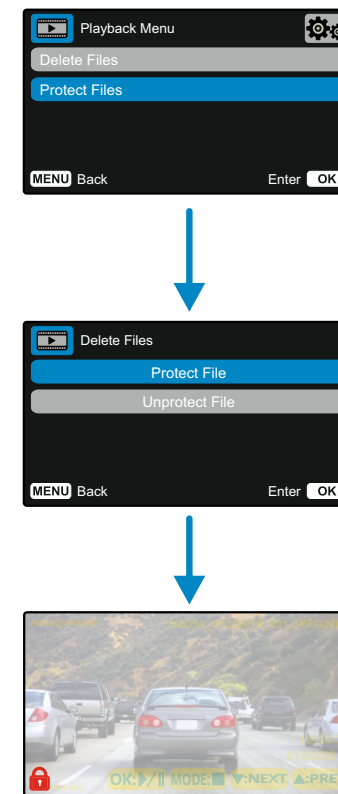 Playback Menu
Delete Files
Protect Files
MENU Back Enter OK
Delete Files
Protect File
Unprotect File
MENU Back Enter OK
OK: / MODE: :NEXT :PRE